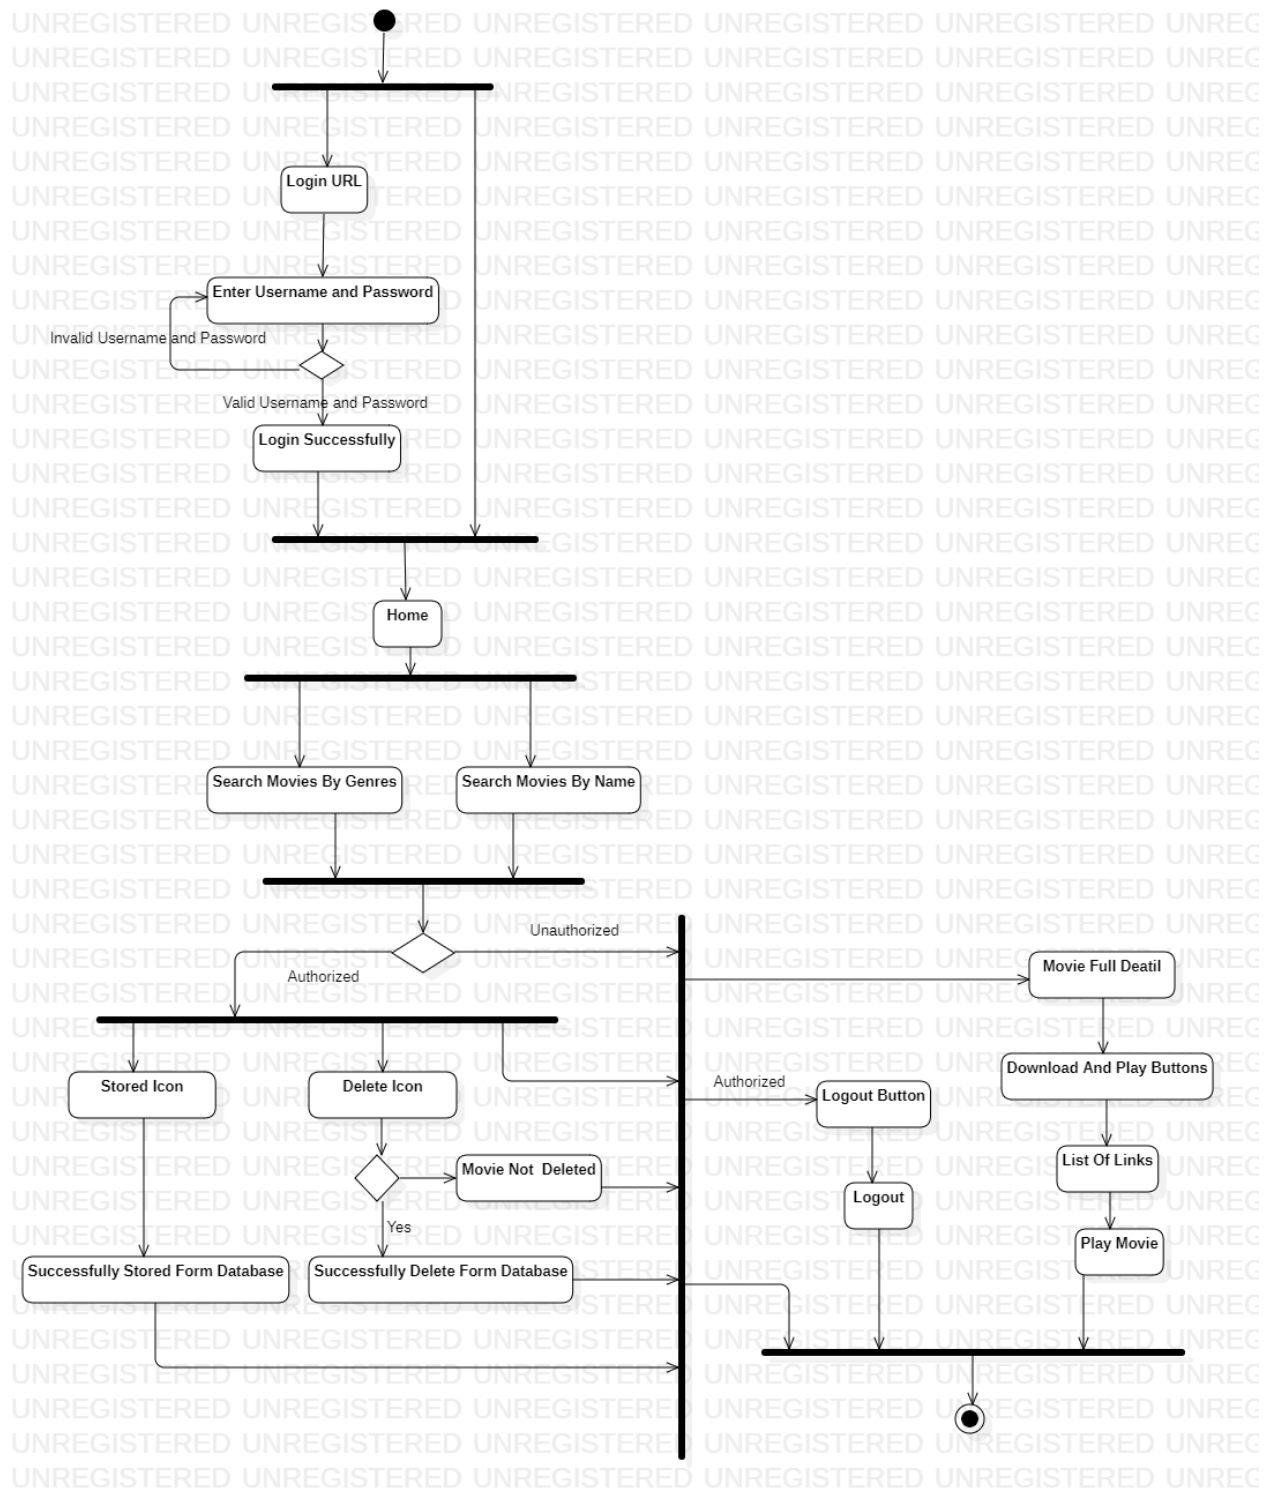 Login URL
Enter Username and Password
Invalid Username and Password
Valid Username and Password
Login Successfully
Home
Search Movies By Genres
Search Movies By Name
Unauthorized
Authorized
Movie Full Deatil
Stored Icon
Delete Icon
Authorized
Logout Button
Download And Play Buttons
Movie Not  Deleted
List Of Links
Logout
Yes
Play Movie
Successfully Stored Form Database
Successfully Delete Form Database
UNREGISTERED